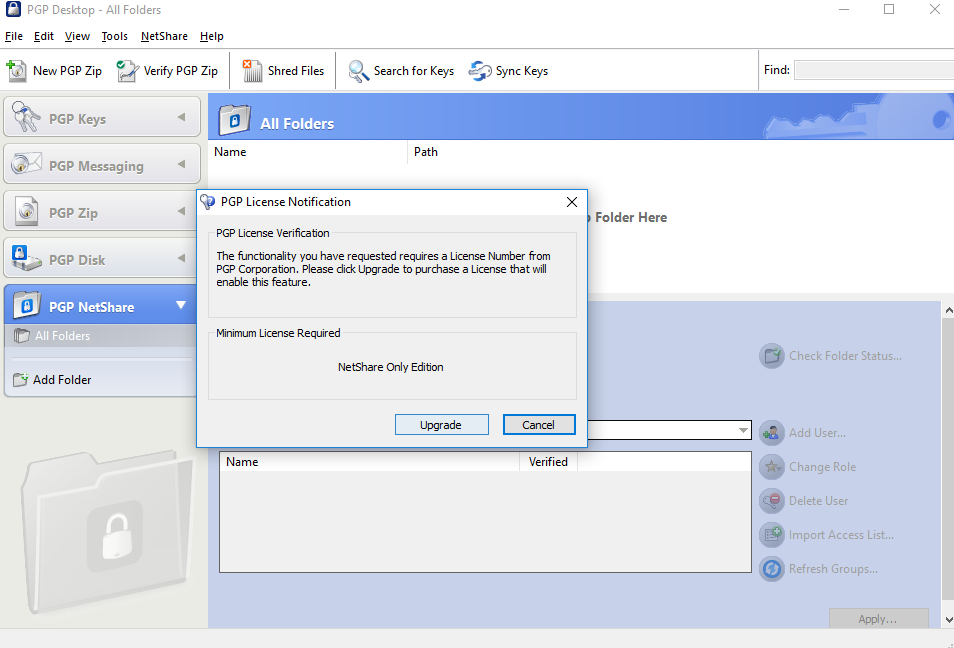 PGP Desktop - All Folders
File Edit View Tools NetShare Help
New PGP Zip Verify PGP Zip Shred Files Search for Keys Sync Keys Find:
PGP Keys
PGP Messaging
PGP Zip
PGP Disk
PGP NetShare
All Folders
Add Folder
All Folders
Name Path
Folder Here
PGP License Notification
PGP License Verification
The functionality you have requested requires a License Number from
PGP Corporation. Please click Upgrade to purchase a License that will
enable this feature.
Minimum License Required
NetShare Only Edition
Upgrade Cancel
Check Folder Status...
Name Verified
Add User...
Change Role
Delete User
Import Access List...
Refresh Groups...
Apply...